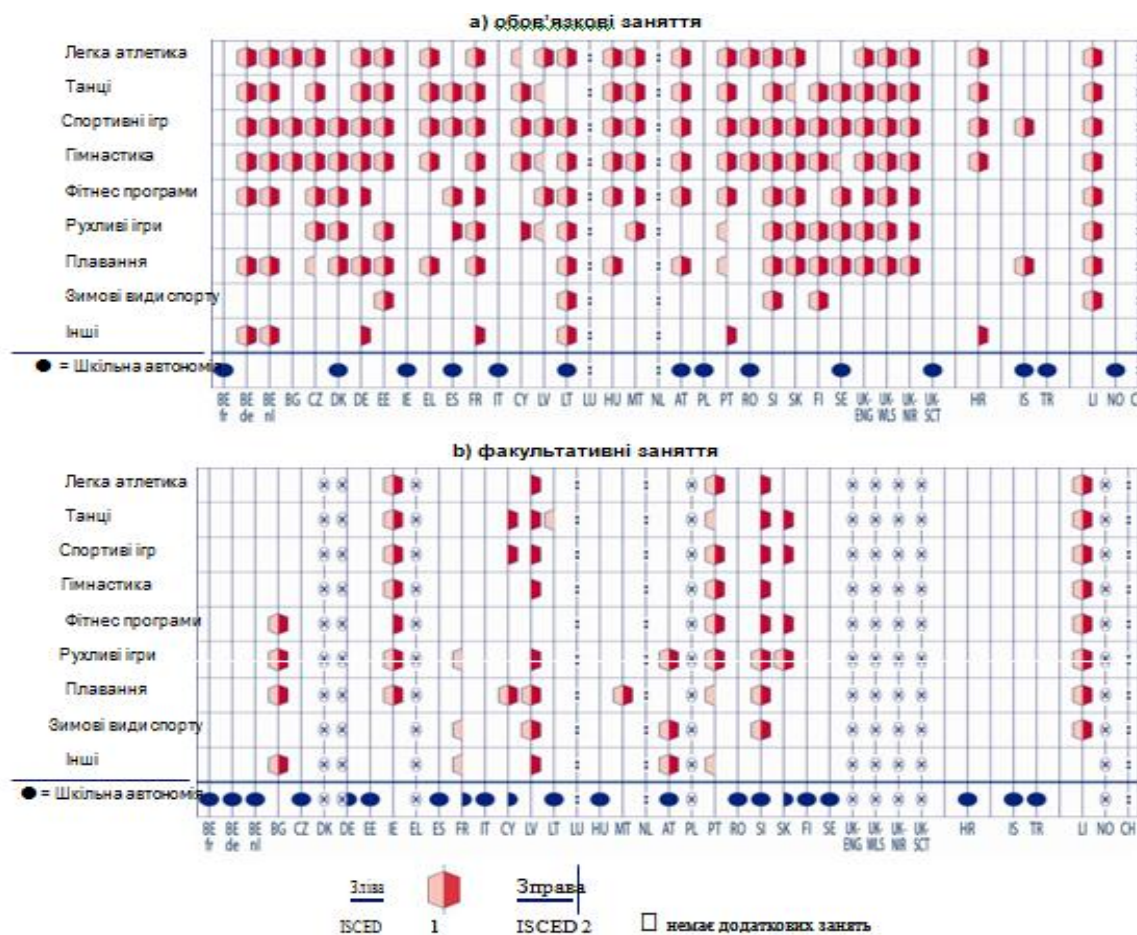 а) обов'язкові заняття
Легка атлетика
Танці
Спортивні ігр
Гімнастика
Фітнес програми
Рухливі ігри
Плавання
Зимові види спорту
Інші
= Шкільна автономія
BE fr BE de BE nl BG CZ DK DE EE IE EL ES FR IT CY LV LT LU HU MT NL AT PL PT RO SI SK FI SE UK-ENG UK-WLS UK-NIR UK-SCT HR IS TR LI NO C
b) факультативні заняття
Легка атлетика
Танці
Спортиві ігр
Гімнастика
Фітнес програми
Рухливі ігри
Плавання
Зимові види спорту
Інші
= Шкільна автономія
BE fr BE de BE nl BG CZ DK DE EE IE EL ES FR IT CY LV LT LU HU MT NL AT PL PT RO SI SK FI SE UK-ENG UK-WLS UK-NIR UK-SCT HR IS TR LI NO CH
Зліва Зправа
ISCED 1 ISCED 2 немає додаткових занять